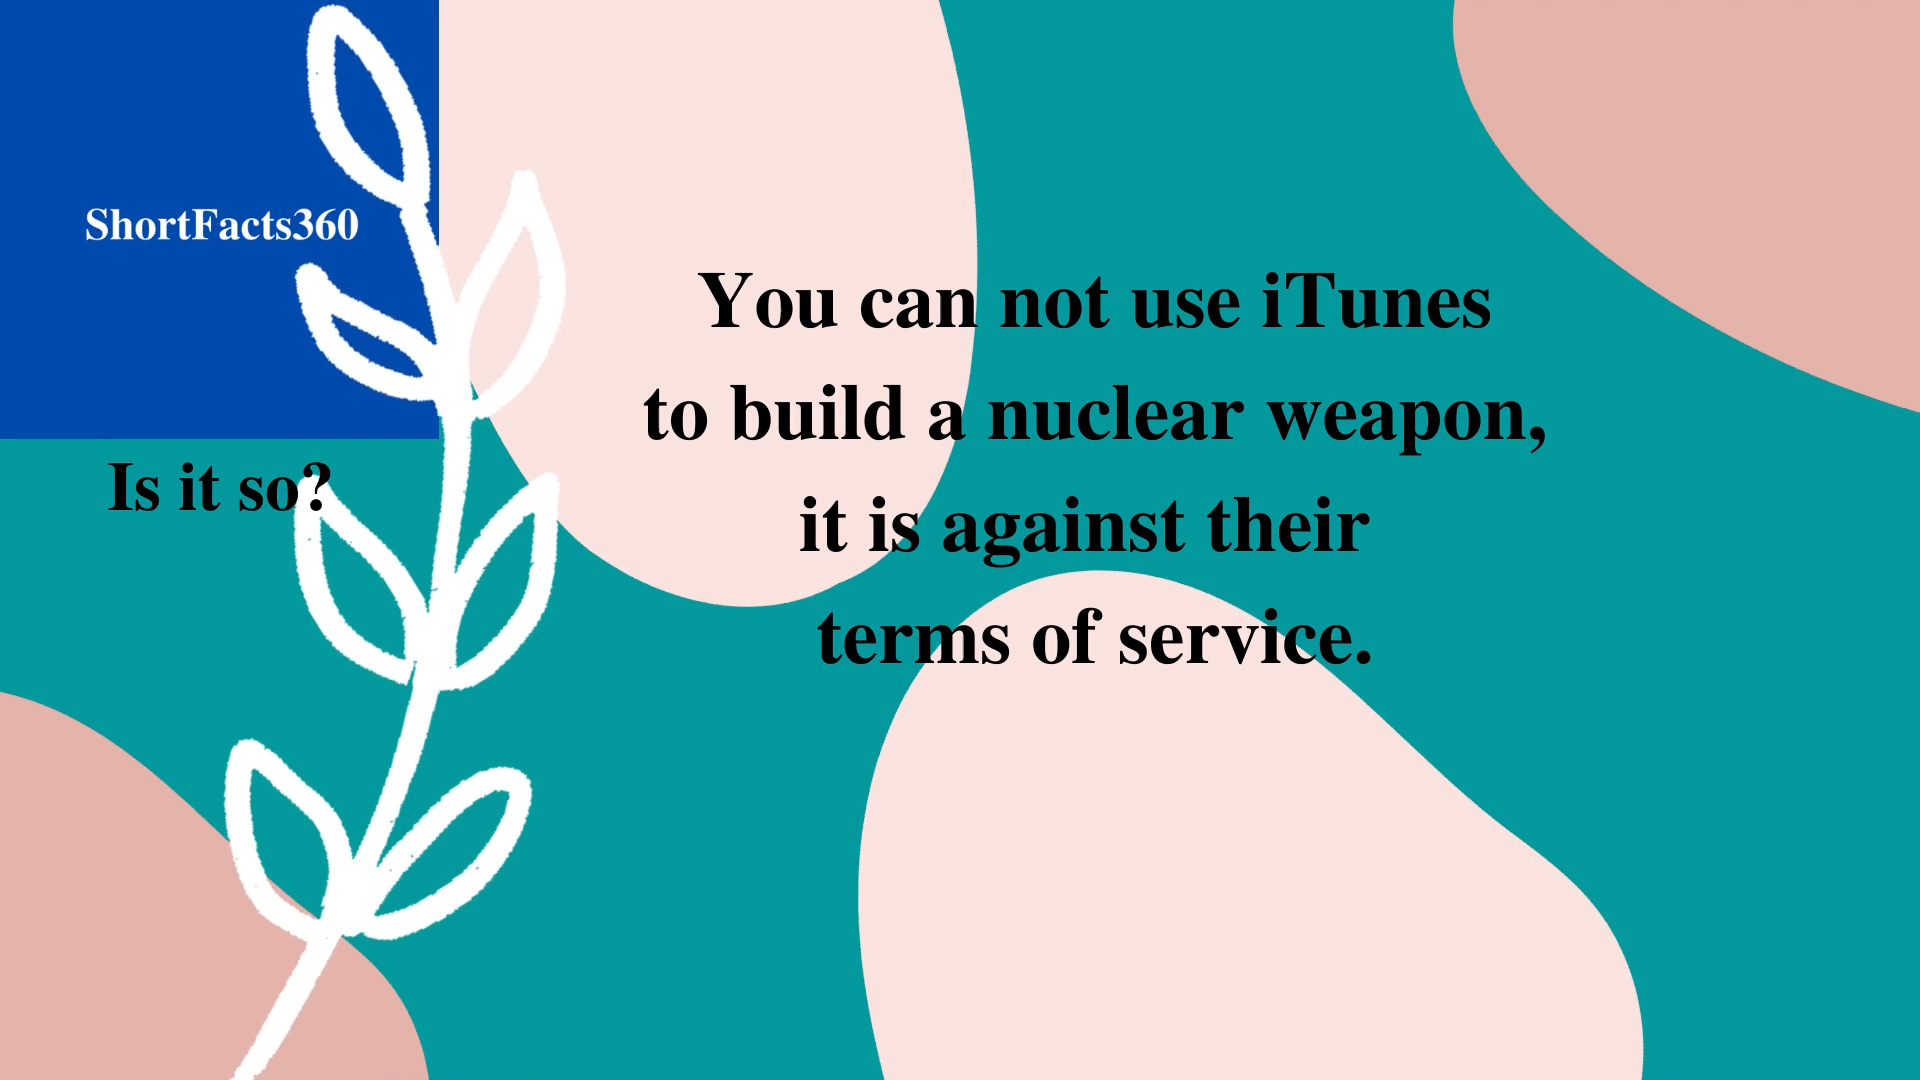 ShortFacts360
Is it so?
You can not use iTunes
to build a nuclear weapon,
it is against their
terms of service.